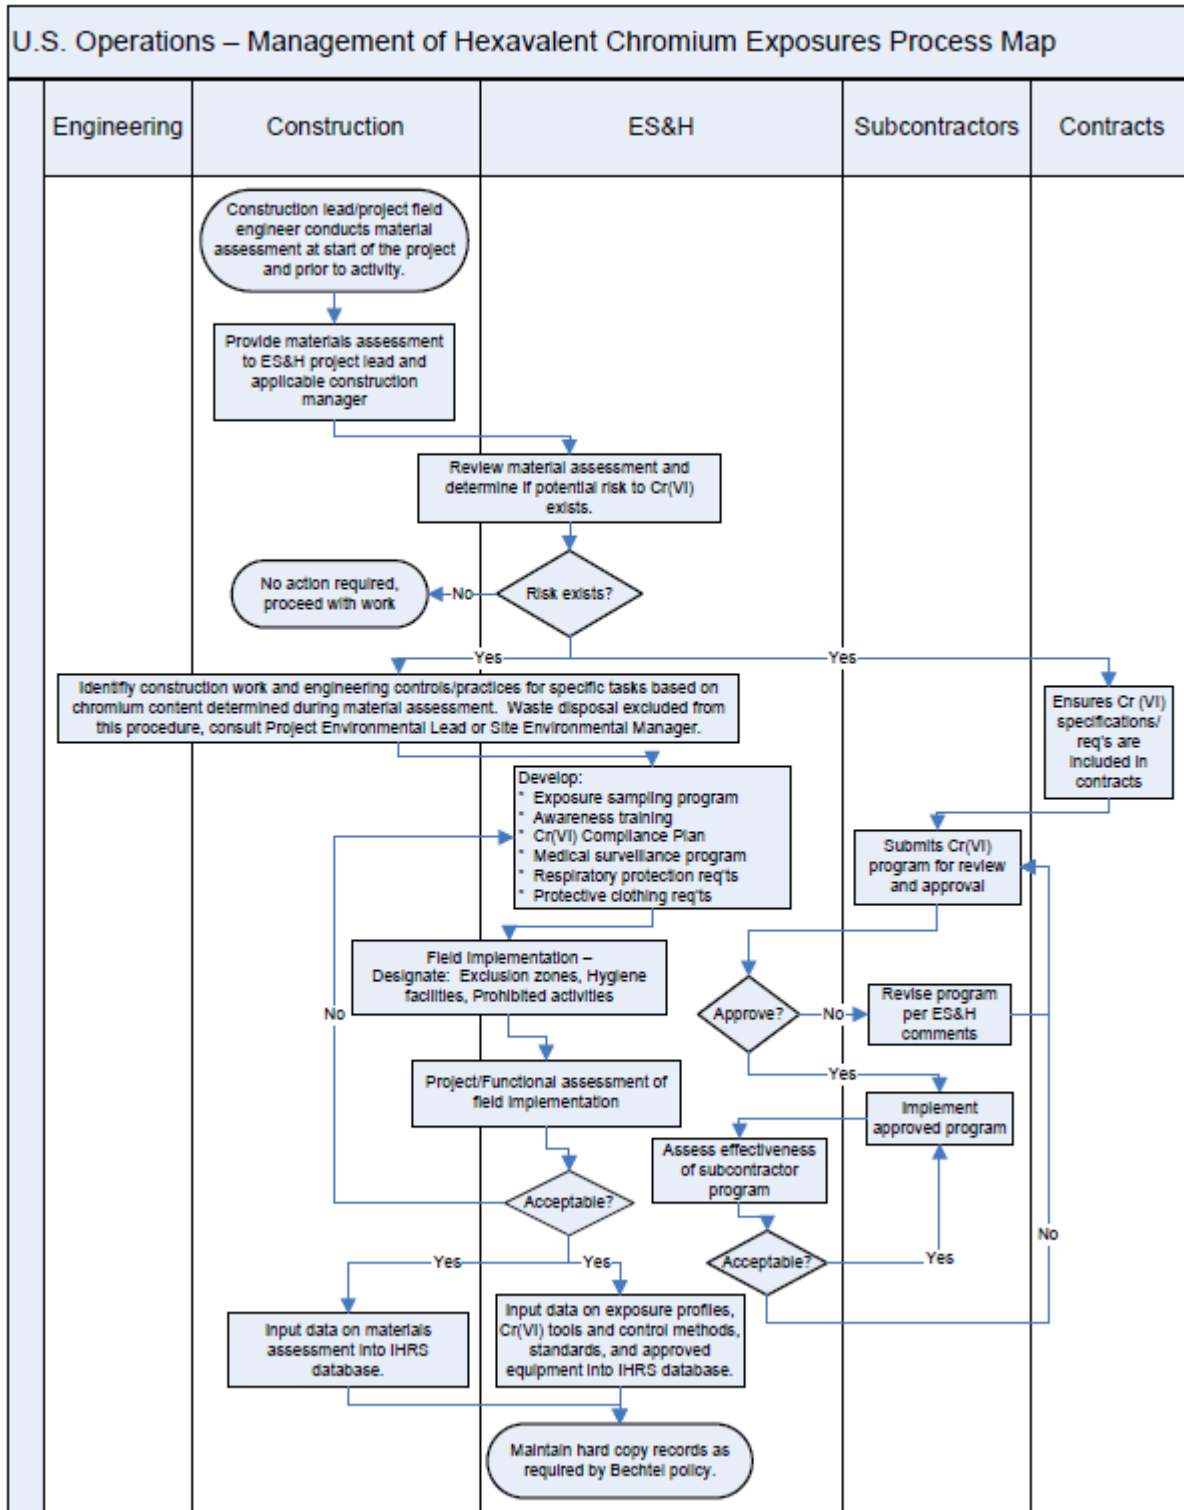 U.S. Operations – Management of Hexavalent Chromium Exposures Process Map
Engineering
Construction
ES&H
Subcontractors
Contracts
Construction lead/project field
engineer conducts material
assessment at start of the project
and prior to activity.
Provide materials assessment
to ES&H project lead and
applicable construction
manager
Review material assessment and
determine if potential risk to Cr(VI)
exists.
No action required,
proceed with work
No
Risk exists?
Yes
Yes
Identifiy construction work and engineering controls/practices for specific tasks based on
chromium content determined during material assessment.  Waste disposal excluded from
this procedure, consult Project Environmental Lead or Site Environmental Manager.
Ensures Cr (VI)
specifications/
req's are
included in
contracts
Develop:
* Exposure sampling program
* Awareness training
* Cr(VI) Compliance Plan
* Medical surveillance program
* Respiratory protection req'ts
* Protective clothing req'ts
Submits Cr(VI)
program for review
and approval
Field Implementation –
Designate:  Exclusion zones, Hygiene
facilities, Prohibited activities
No
Approve?
No
Revise program
per ES&H
comments
Yes
Project/Functional assessment of
field implementation
Implement
approved program
Assess effectiveness
of subcontractor
program
Acceptable?
Acceptable?
Yes
No
Yes
Yes
Input data on materials
assessment into IHRS
database.
Input data on exposure profiles,
Cr(VI) tools and control methods,
standards, and approved
equipment into IHRS database.
Maintain hard copy records as
required by Bechtel policy.